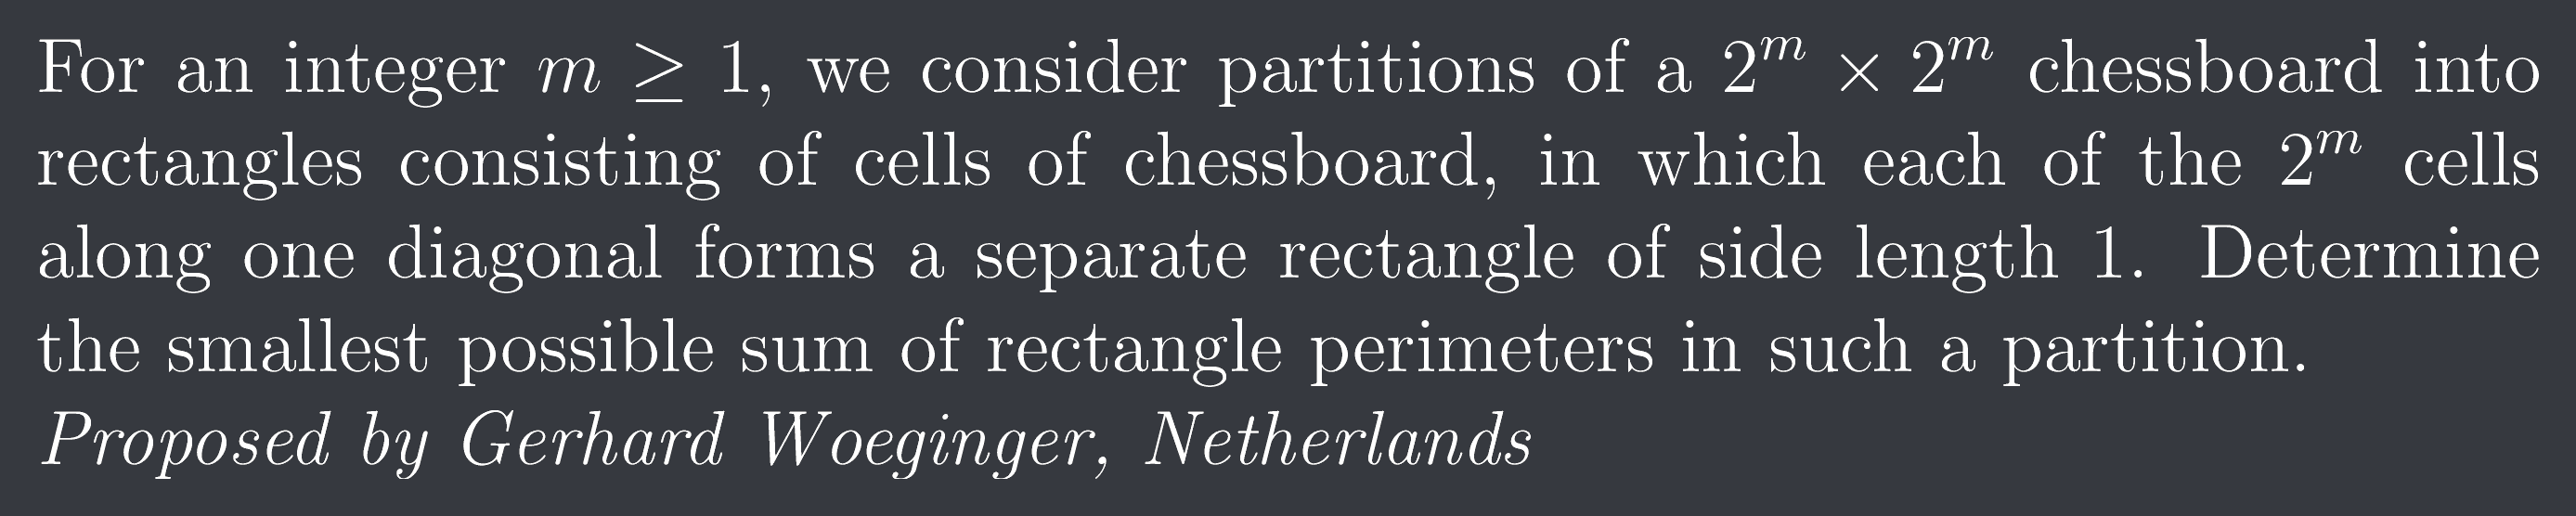 For an integer $m \geq 1$, we consider partitions of a $2^m \times 2^m$ chessboard into
rectangles consisting of cells of chessboard, in which each of the $2^m$ cells
along one diagonal forms a separate rectangle of side length 1. Determine
the smallest possible sum of rectangle perimeters in such a partition.
Proposed by Gerhard Woeginger, Netherlands